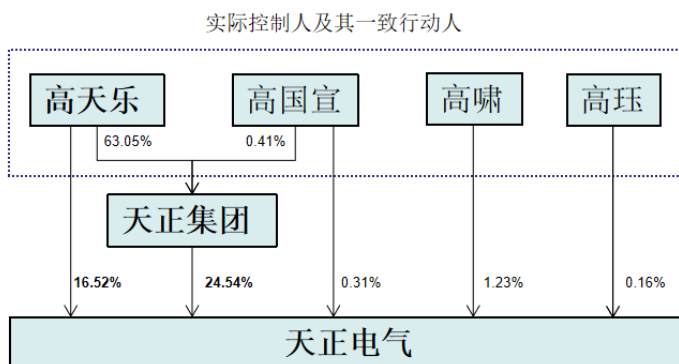 实际控制人及其一致行动人
高天乐
高国宣
高啸
高珏
63.05%
0.41%
天正集团
16.52%
24.54%
0.31%
1.23%
0.16%
天正电气